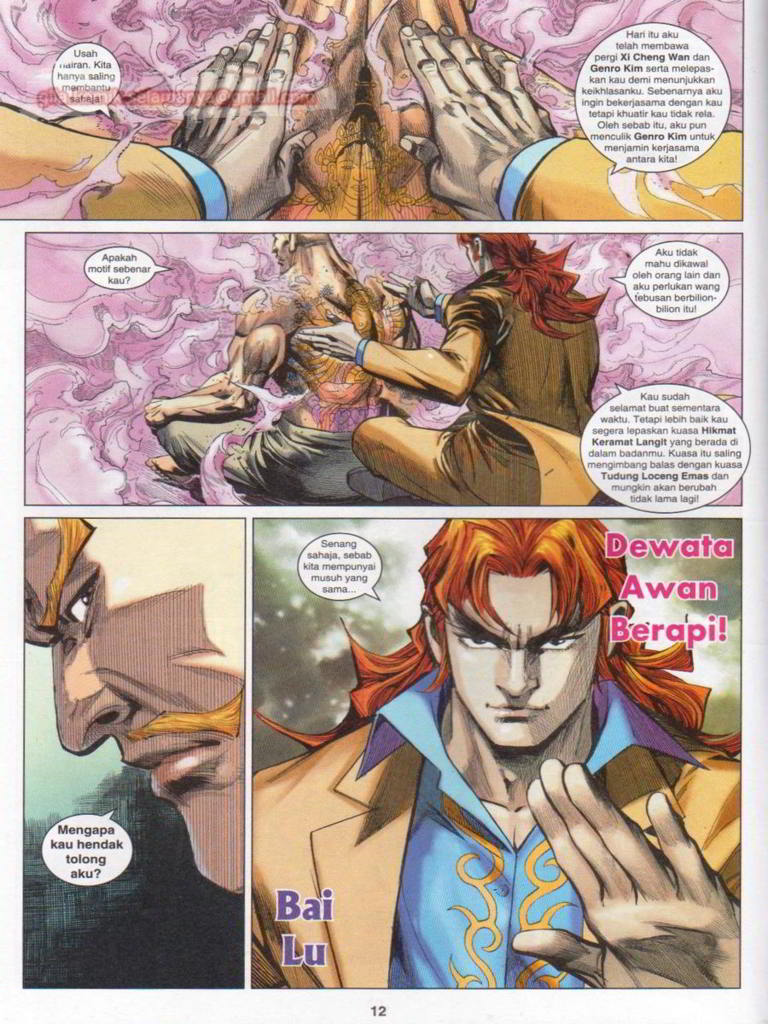 Usah
hairan. Kita
hanya saling
membantu
sahaja!
Hari itu aku
telah membawa
pergi Xi Cheng Wan dan
Genro Kim serta melepas-
kan kau demi menunjukkan
keikhlasanku. Sebenarnya aku
ingin bekerjasama dengan kau
tetapi khuatir kau tidak rela.
Oleh sebab itu, aku pun
menculik Genro Kim untuk
menjamin kerjasama
antara kita!
Apakah
motif sebenar
kau?
Aku tidak
mahu dikawal
oleh orang lain dan
aku perlukan wang
tebusan berbilion-
bilion itu!
Kau sudah
selamat buat sementara
waktu. Tetapi lebih baik kau
segera lepaskan kuasa Hikmat
Keramat Langit yang berada di
dalam badanmu. Kuasa itu saling
mengimbang balas dengan kuasa
Tudung Loceng Emas dan
mungkin akan berubah
tidak lama lagi!
Mengapa
kau hendak
tolong
aku?
Senang
sahaja, sebab
kita mempunyai
musuh yang
sama...
Dewata
Awan
Berapi!
Bai
Lu
12